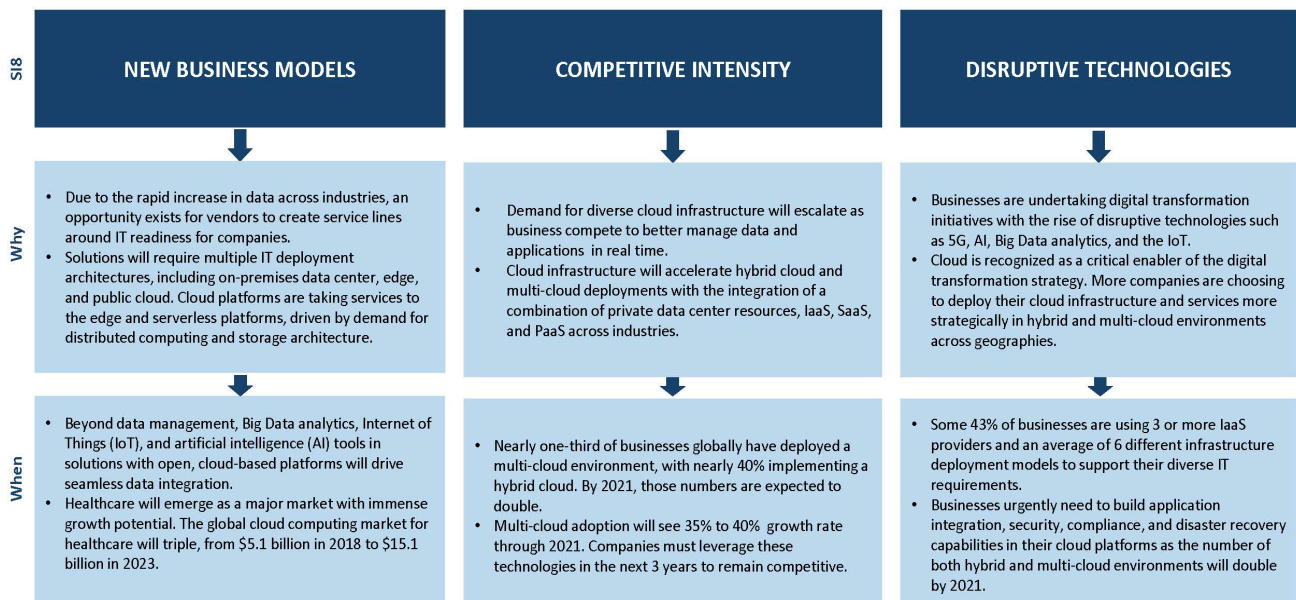 SI8
NEW BUSINESS MODELS
COMPETITIVE INTENSITY
DISRUPTIVE TECHNOLOGIES
Why
• Due to the rapid increase in data across industries, an
opportunity exists for vendors to create service lines
around IT readiness for companies.
• Solutions will require multiple IT deployment
architectures, including on-premises data center, edge,
and public cloud. Cloud platforms are taking services to
the edge and serverless platforms, driven by demand for
distributed computing and storage architecture.
• Demand for diverse cloud infrastructure will escalate as
business compete to better manage data and
applications in real time.
• Cloud infrastructure will accelerate hybrid cloud and
multi-cloud deployments with the integration of a
combination of private data center resources, IaaS, SaaS,
and PaaS across industries.
• Businesses are undertaking digital transformation
initiatives with the rise of disruptive technologies such
as 5G, AI, Big Data analytics, and the IoT.
• Cloud is recognized as a critical enabler of the digital
transformation strategy. More companies are choosing
to deploy their cloud infrastructure and services more
strategically in hybrid and multi-cloud environments
across geographies.
When
• Beyond data management, Big Data analytics, Internet of
Things (IoT), and artificial intelligence (AI) tools in
solutions with open, cloud-based platforms will drive
seamless data integration.
• Healthcare will emerge as a major market with immense
growth potential. The global cloud computing market for
healthcare will triple, from $5.1 billion in 2018 to $15.1
billion in 2023.
• Nearly one-third of businesses globally have deployed a
multi-cloud environment, with nearly 40% implementing a
hybrid cloud. By 2021, those numbers are expected to
double.
• Multi-cloud adoption will see 35% to 40% growth rate
through 2021. Companies must leverage these
technologies in the next 3 years to remain competitive.
• Some 43% of businesses are using 3 or more IaaS
providers and an average of 6 different infrastructure
deployment models to support their diverse IT
requirements.
• Businesses urgently need to build application
integration, security, compliance, and disaster recovery
capabilities in their cloud platforms as the number of
both hybrid and multi-cloud environments will double
by 2021.